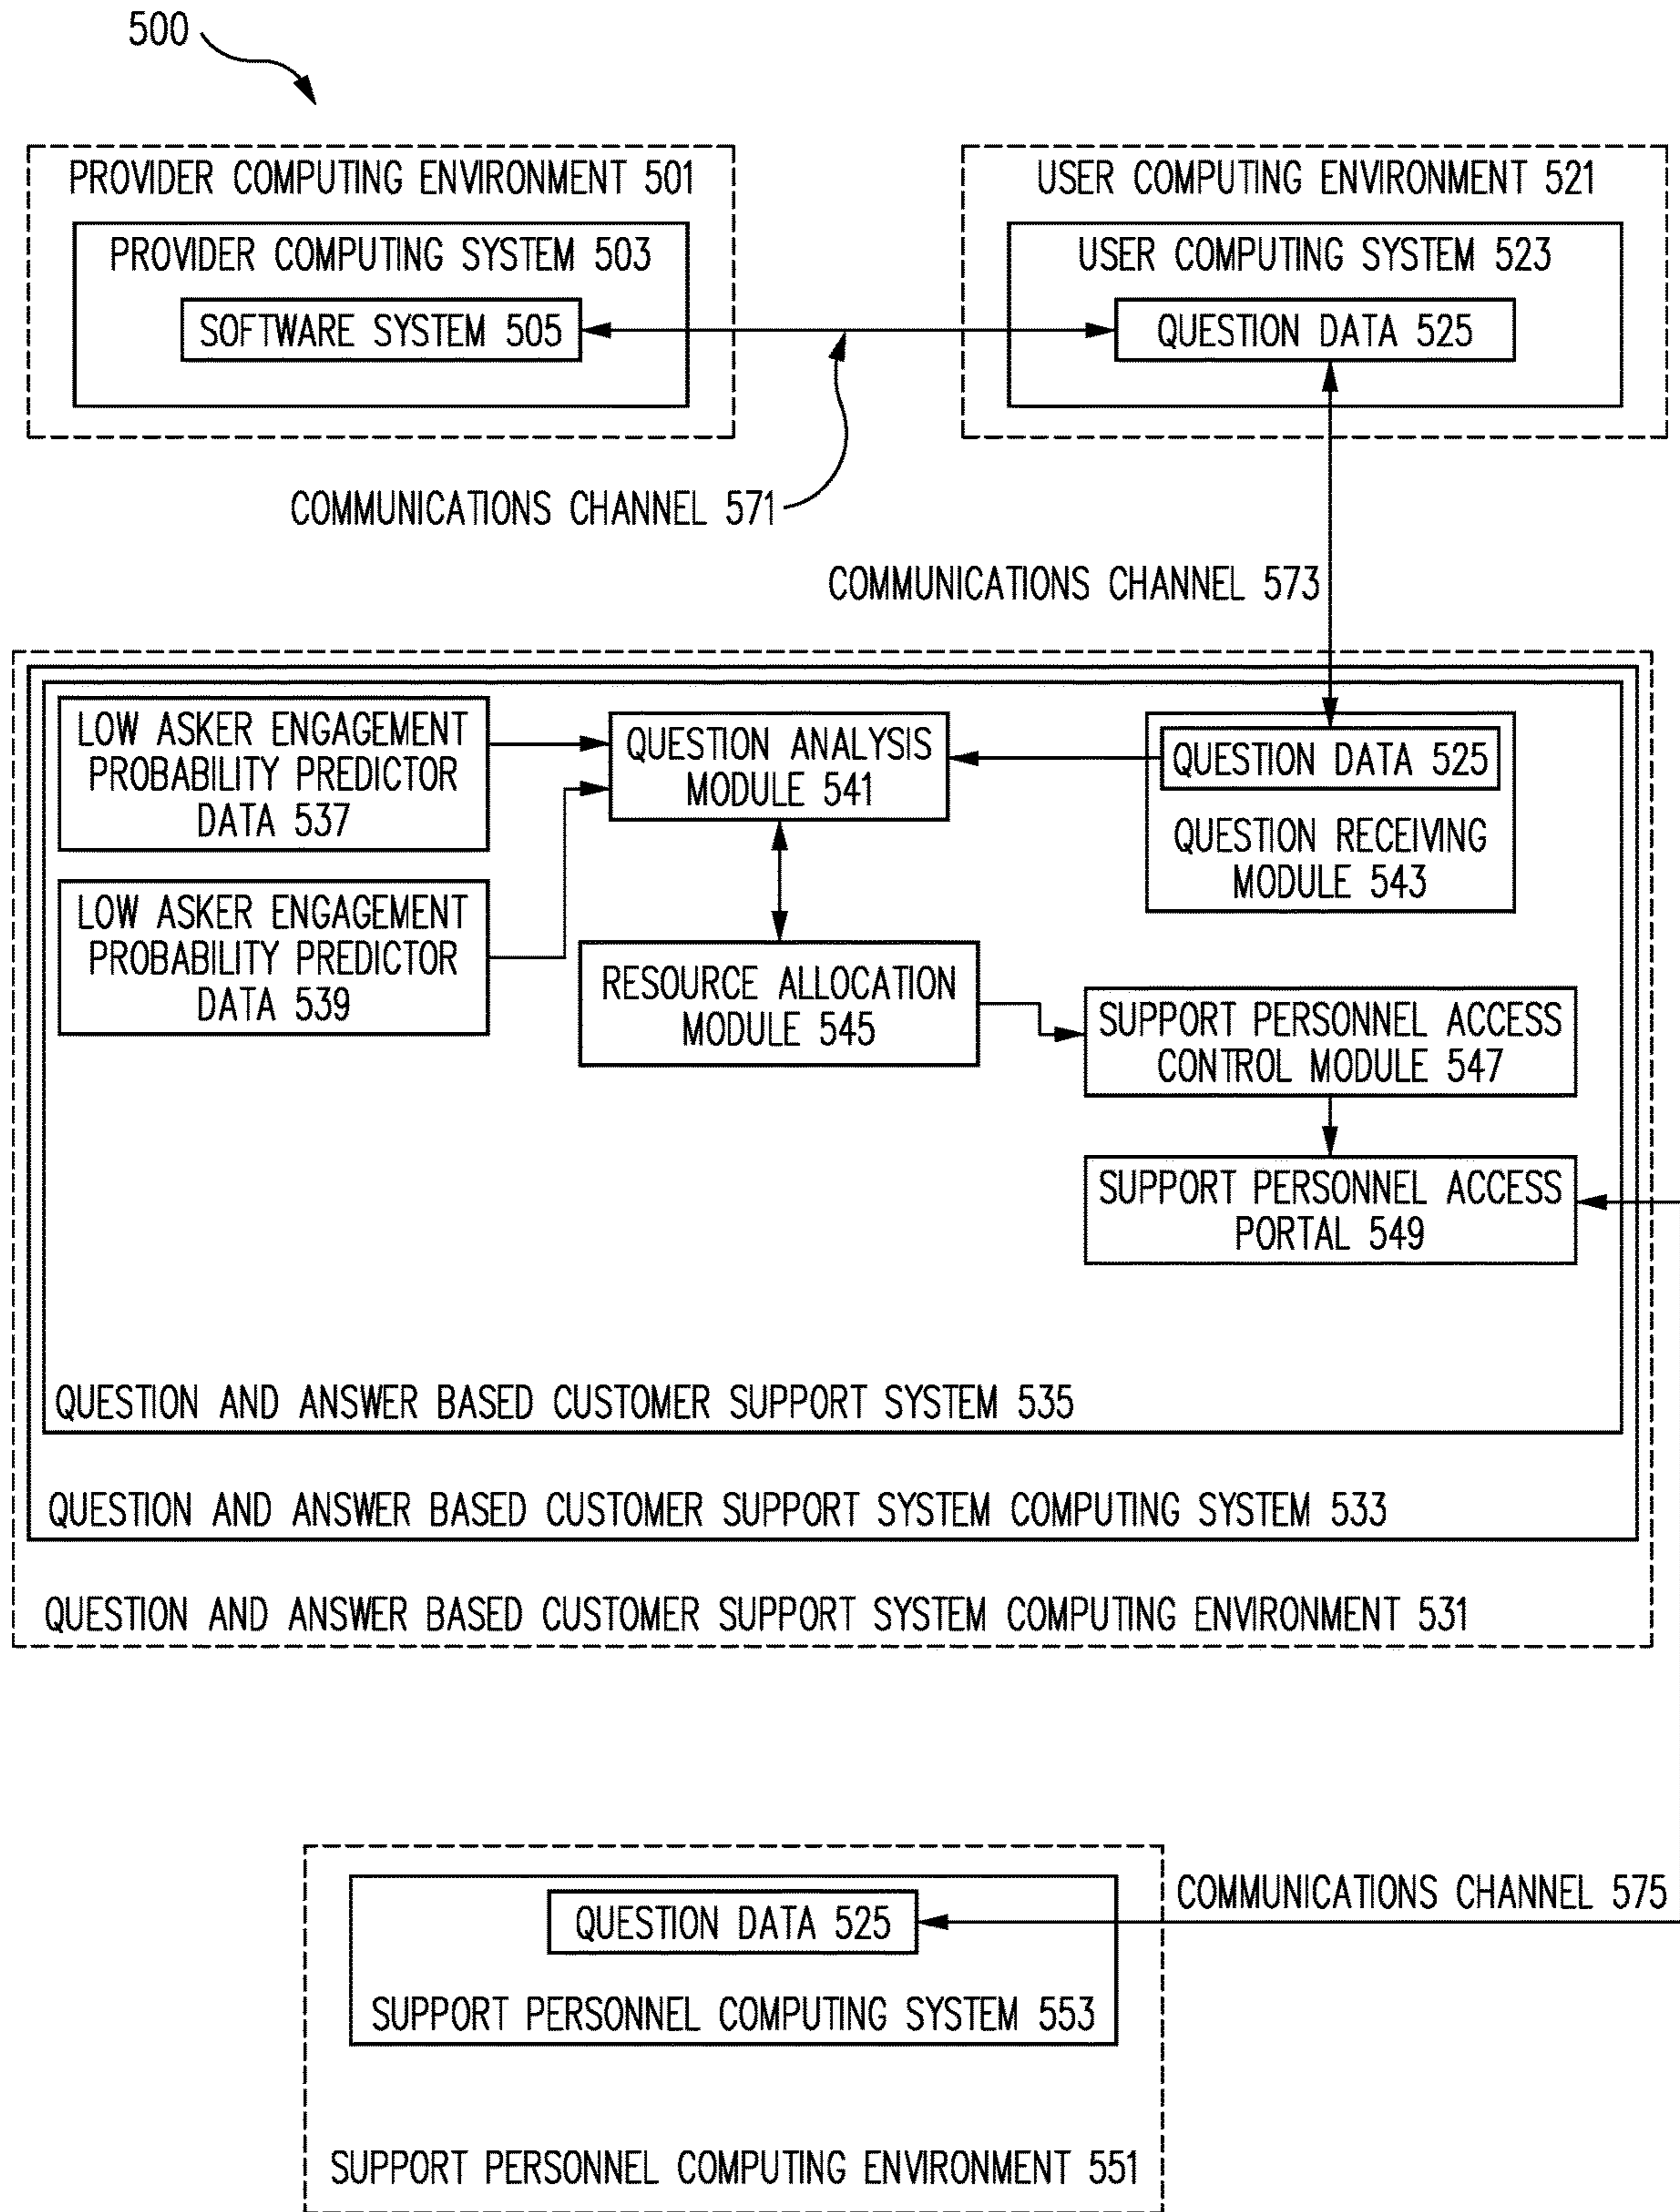 500
PROVIDER COMPUTING ENVIRONMENT 501
PROVIDER COMPUTING SYSTEM 503
SOFTWARE SYSTEM 505
USER COMPUTING ENVIRONMENT 521
USER COMPUTING SYSTEM 523
QUESTION DATA 525
COMMUNICATIONS CHANNEL 571
COMMUNICATIONS CHANNEL 573
LOW ASKER ENGAGEMENT
PROBABILITY PREDICTOR
DATA 537
QUESTION ANALYSIS
MODULE 541
QUESTION DATA 525
QUESTION RECEIVING
MODULE 543
LOW ASKER ENGAGEMENT
PROBABILITY PREDICTOR
DATA 539
RESOURCE ALLOCATION
MODULE 545
SUPPORT PERSONNEL ACCESS
CONTROL MODULE 547
SUPPORT PERSONNEL ACCESS
PORTAL 549
QUESTION AND ANSWER BASED CUSTOMER SUPPORT SYSTEM 535
QUESTION AND ANSWER BASED CUSTOMER SUPPORT SYSTEM COMPUTING SYSTEM 533
QUESTION AND ANSWER BASED CUSTOMER SUPPORT SYSTEM COMPUTING ENVIRONMENT 531
COMMUNICATIONS CHANNEL 575
QUESTION DATA 525
SUPPORT PERSONNEL COMPUTING SYSTEM 553
SUPPORT PERSONNEL COMPUTING ENVIRONMENT 551